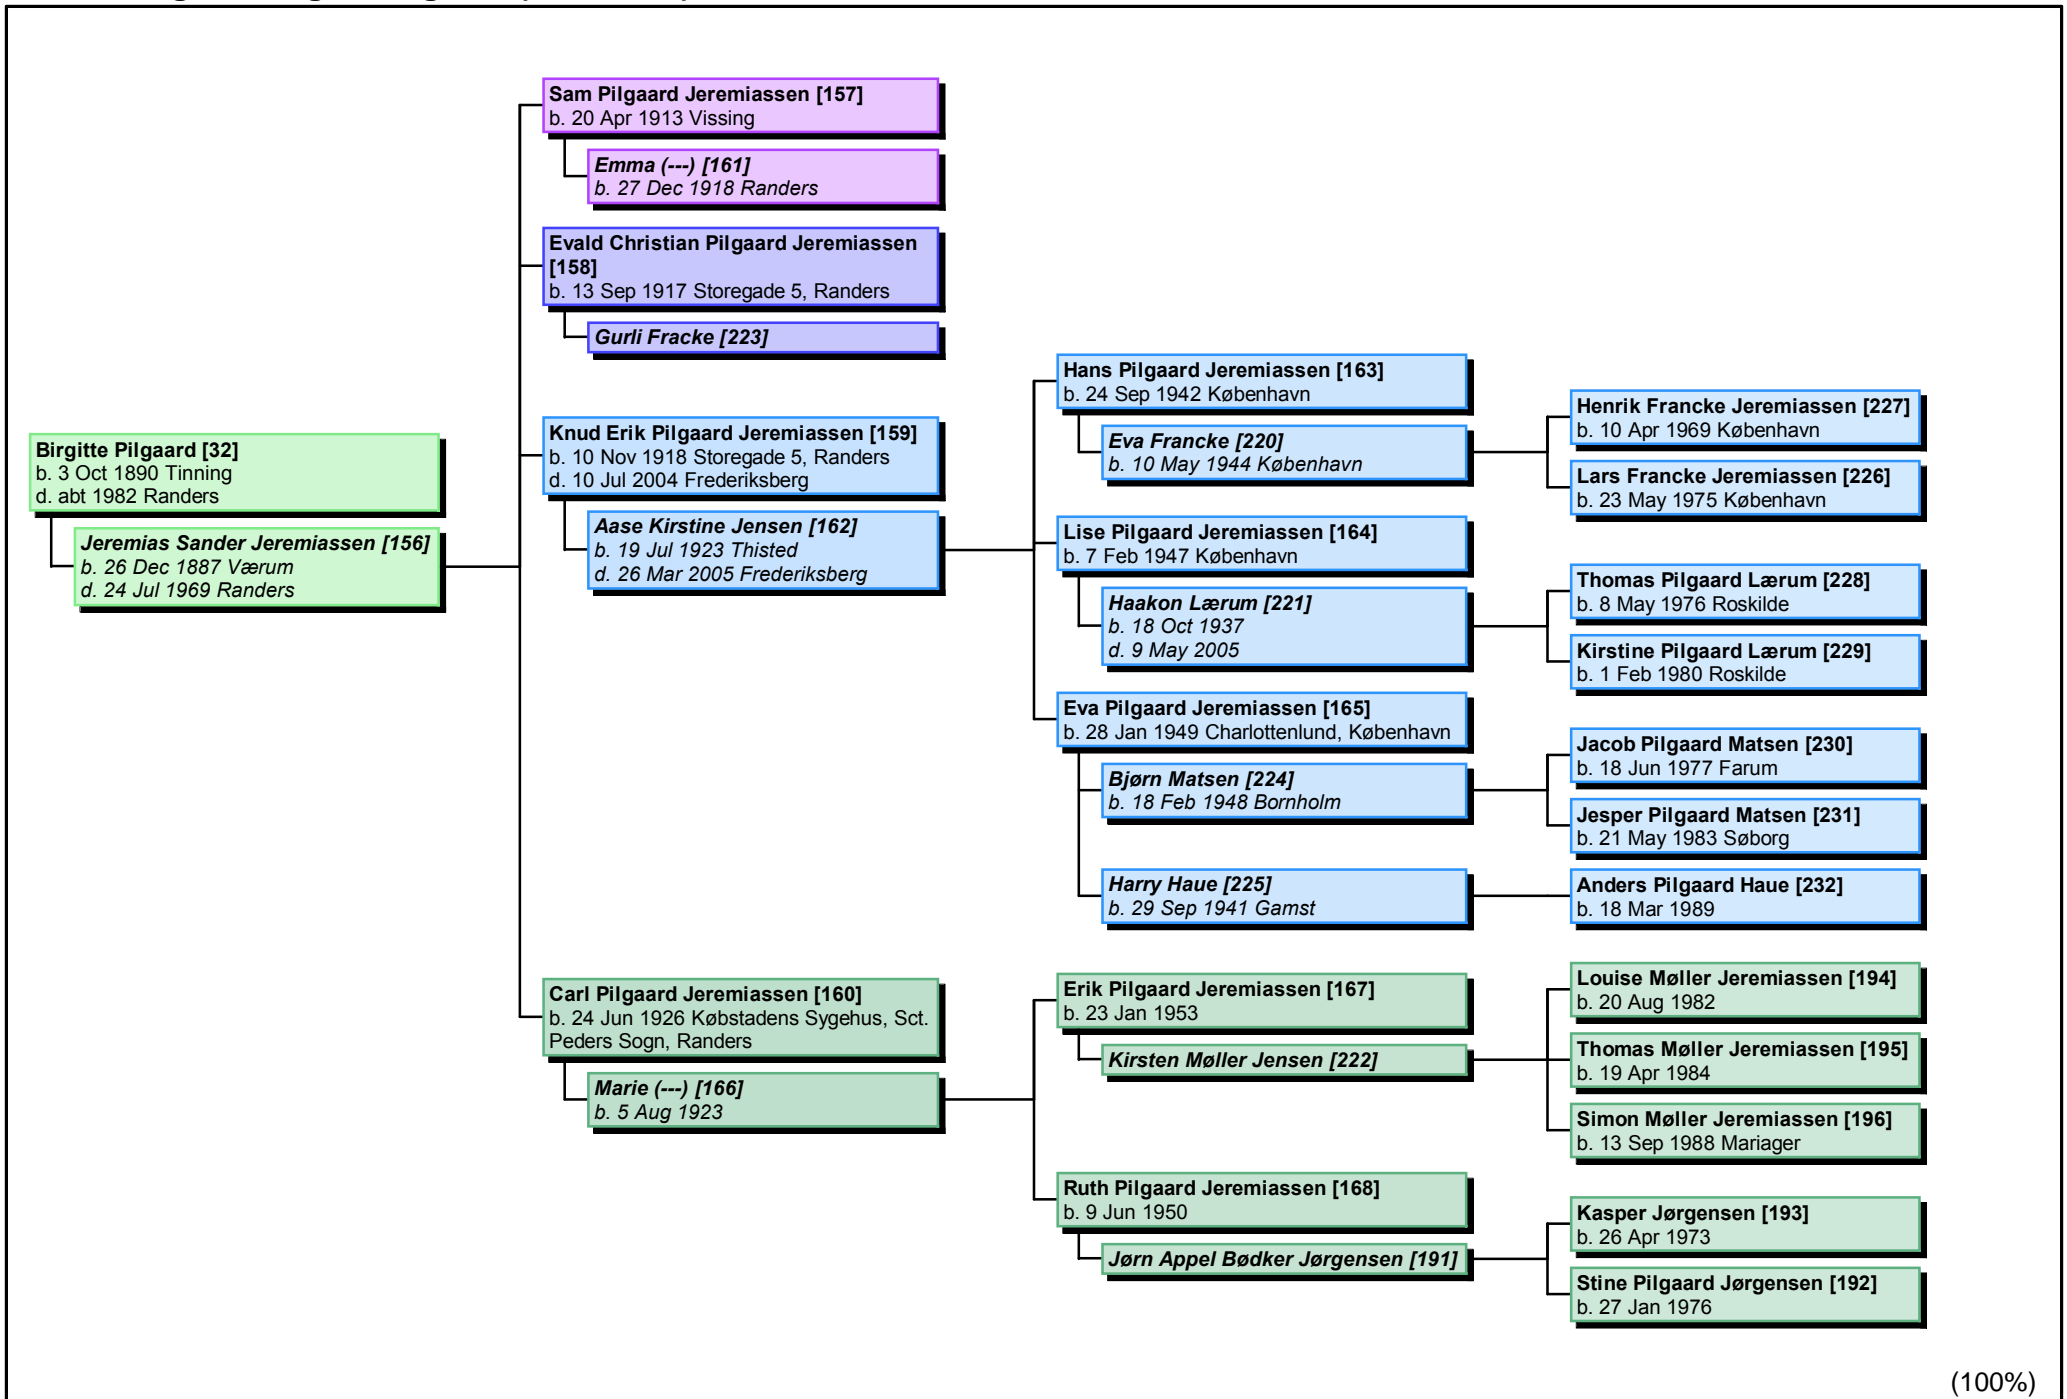 Sam Pilgaard Jeremiassen [157]
b. 20 Apr 1913 Vissing
Emma (---) [161]
b. 27 Dec 1918 Randers
Evald Christian Pilgaard Jeremiassen
[158]
b. 13 Sep 1917 Storegade 5, Randers
Gurli Fracke [223]
Birgitte Pilgaard [32]
b. 3 Oct 1890 Tinning
d. abt 1982 Randers
Jeremias Sander Jeremiassen [156]
b. 26 Dec 1887 Værum
d. 24 Jul 1969 Randers
Knud Erik Pilgaard Jeremiassen [159]
b. 10 Nov 1918 Storegade 5, Randers
d. 10 Jul 2004 Frederiksberg
Aase Kirstine Jensen [162]
b. 19 Jul 1923 Thisted
d. 26 Mar 2005 Frederiksberg
Hans Pilgaard Jeremiassen [163]
b. 24 Sep 1942 København
Eva Francke [220]
b. 10 May 1944 København
Henrik Francke Jeremiassen [227]
b. 10 Apr 1969 København
Lars Francke Jeremiassen [226]
b. 23 May 1975 København
Lise Pilgaard Jeremiassen [164]
b. 7 Feb 1947 København
Haakon Lærum [221]
b. 18 Oct 1937
d. 9 May 2005
Thomas Pilgaard Lærum [228]
b. 8 May 1976 Roskilde
Kirstine Pilgaard Lærum [229]
b. 1 Feb 1980 Roskilde
Eva Pilgaard Jeremiassen [165]
b. 28 Jan 1949 Charlottenlund, København
Bjørn Matsen [224]
b. 18 Feb 1948 Bornholm
Jacob Pilgaard Matsen [230]
b. 18 Jun 1977 Farum
Jesper Pilgaard Matsen [231]
b. 21 May 1983 Søborg
Harry Haue [225]
b. 29 Sep 1941 Gamst
Anders Pilgaard Haue [232]
b. 18 Mar 1989
Carl Pilgaard Jeremiassen [160]
b. 24 Jun 1926 Købstadens Sygehus, Sct.
Peders Sogn, Randers
Marie (---) [166]
b. 5 Aug 1923
Erik Pilgaard Jeremiassen [167]
b. 23 Jan 1953
Kirsten Møller Jensen [222]
Louise Møller Jeremiassen [194]
b. 20 Aug 1982
Thomas Møller Jeremiassen [195]
b. 19 Apr 1984
Simon Møller Jeremiassen [196]
b. 13 Sep 1988 Mariager
Ruth Pilgaard Jeremiassen [168]
b. 9 Jun 1950
Jørn Appel Bødker Jørgensen [191]
Kasper Jørgensen [193]
b. 26 Apr 1973
Stine Pilgaard Jørgensen [192]
b. 27 Jan 1976
(100%)